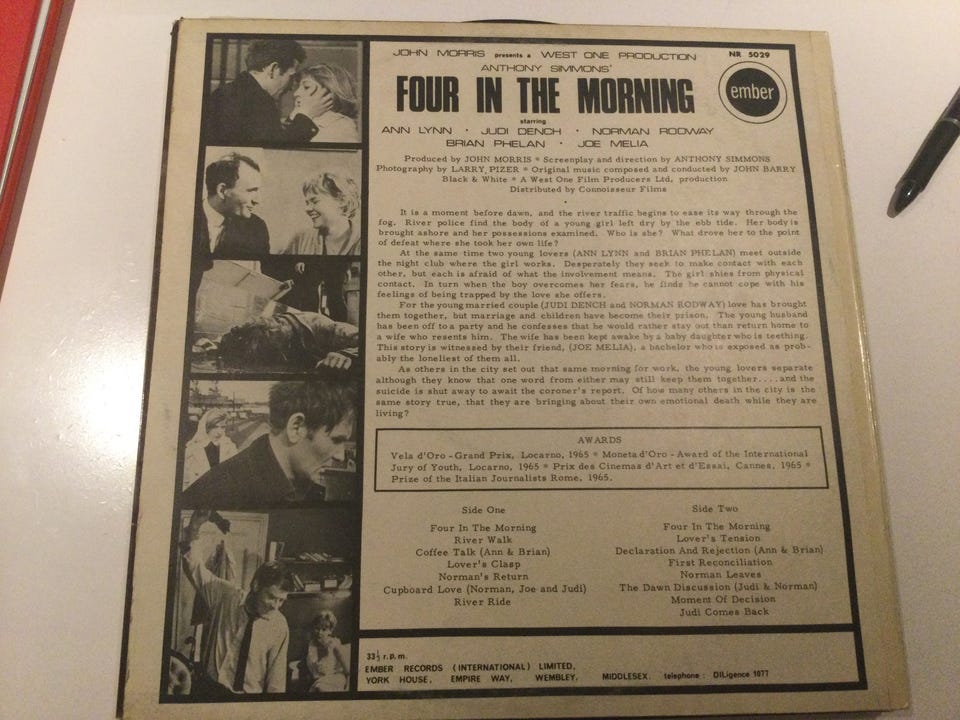 JOHN MORRIS presents a WEST ONE PRODUCTION
NR 5029
ANTHONY SIMMONS'
FOUR IN THE MORNING
ember
starring
ANN LYNN · JUDI DENCH · NORMAN RODWAY
BRIAN PHELAN · JOE MELIA
Produced by JOHN MORRIS * Screenplay and direction by ANTHONY SIMMONS
Photography by LARRY PIZER * Original music composed and conducted by JOHN BARRY
Black & White * A West One Film Producers Ltd, production
Distributed by Connoisseur Films
It is a moment before dawn, and the river traffic begins to ease its way through the
fog. River police find the body of a young girl left dry by the ebb tide. Her body is
brought ashore and her possessions examined. Who is she? What drove her to the point
of defeat where she took her own life?
At the same time two young lovers (ANN LYNN and BRIAN PHELAN) meet outside
the night club where the girl works. Desperately they seek to make contact with each
other, but each is afraid of what the involvement means. The girl shies from physical
contact. In turn when the boy overcomes her fears, he finds he cannot cope with his
feelings of being trapped by the love she offers.
For the young married couple (JUDI DENCH and NORMAN RODWAY) love has brought
them together, but marriage and children have become their prison. The young husband
has been off to a party and he confesses that he would rather stay out than return home to
a wife who resents him. The wife has been kept awake by a baby daughter who is teething.
This story is witnessed by their friend, (JOE MELIA), a bachelor who is exposed as prob-
ably the loneliest of them all.
As others in the city set out that same morning for work, the young lovers separate
although they know that one word from either may still keep them together....and the
suicide is shut away to await the coroner's report. Of how many others in the city is the
same story true, that they are bringing about their own emotional death while they are
living?
AWARDS
Vela d'Oro - Grand Prix, Locarno, 1965 * Moneta d'Oro - Award of the International
Jury of Youth, Locarno, 1965 * Prix des Cinemas d'Art et d'Essai, Cannes, 1965 *
Prize of the Italian Journalists Rome, 1965.
Side One
Four In The Morning
River Walk
Coffee Talk (Ann & Brian)
Lover's Clasp
Norman's Return
Cupboard Love (Norman, Joe and Judi)
River Ride
Side Two
Four In The Morning
Lover's Tension
Declaration And Rejection (Ann & Brian)
First Reconciliation
Norman Leaves
The Dawn Discussion (Judi & Norman)
Moment Of Decision
Judi Comes Back
33⅓ r.p.m.
EMBER RECORDS (INTERNATIONAL) LIMITED,
YORK HOUSE, EMPIRE WAY, WEMBLEY, MIDDLESEX. telephone : DILigence 1877